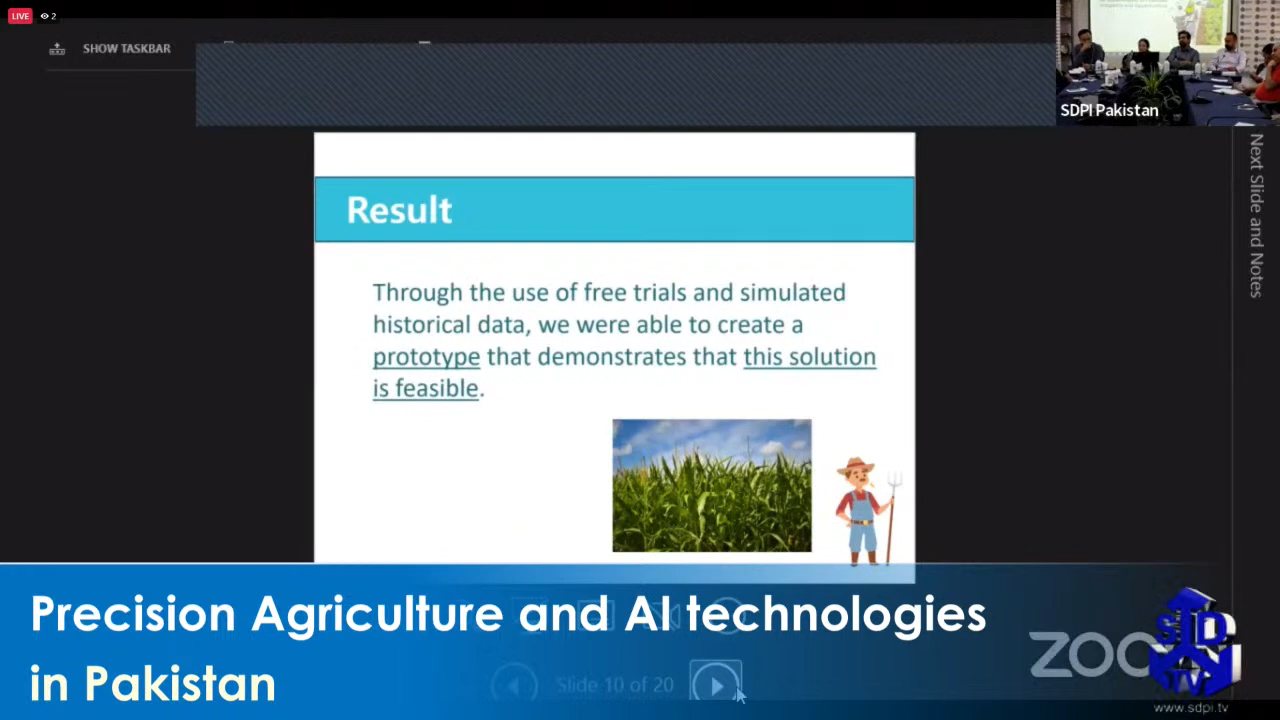 LIVE 2
SHOW TASKBAR
SDPI Pakistan
Next Slide and Notes
Result
Through the use of free trials and simulated
historical data, we were able to create a
prototype that demonstrates that this solution
is feasible.
Precision Agriculture and AI technologies
in Pakistan
Slide 10 of 20
SD
TV
www.sdpi.tv